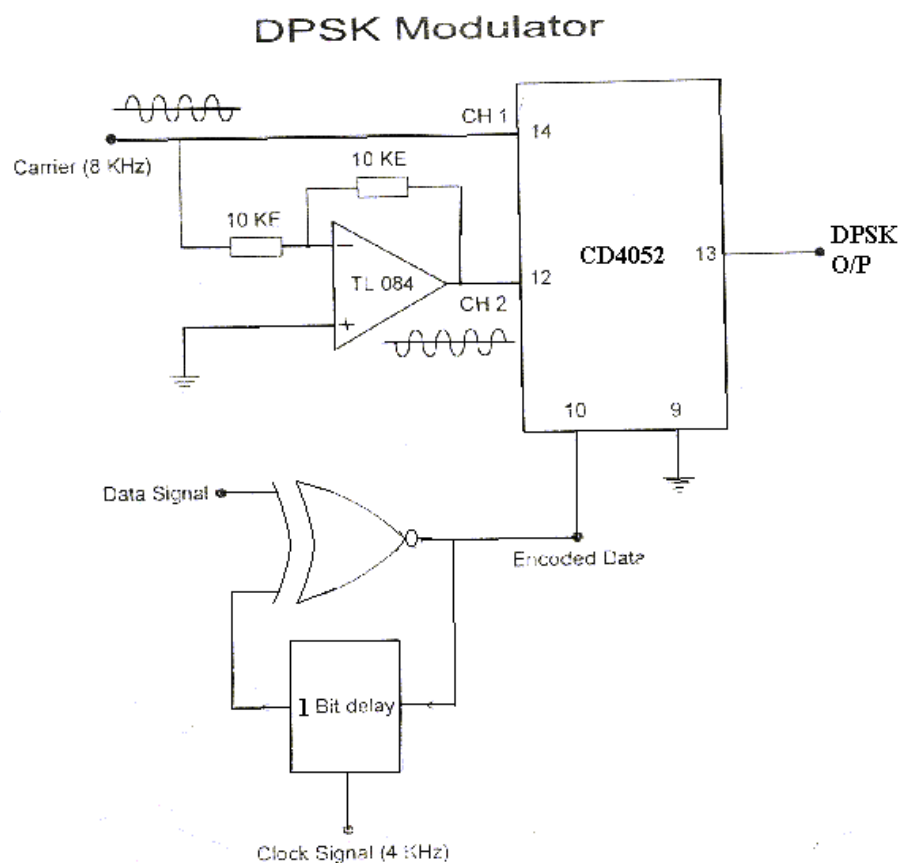 DPSK Modulator
CH 1
14
Carrier (8 KHz)
10 KE
10 KE
TL 084
CH 2
12
CD4052
13
DPSK
O/P
10
9
Data Signal
Encoded Data
1 Bit delay
Clock Signal (4 KHz)